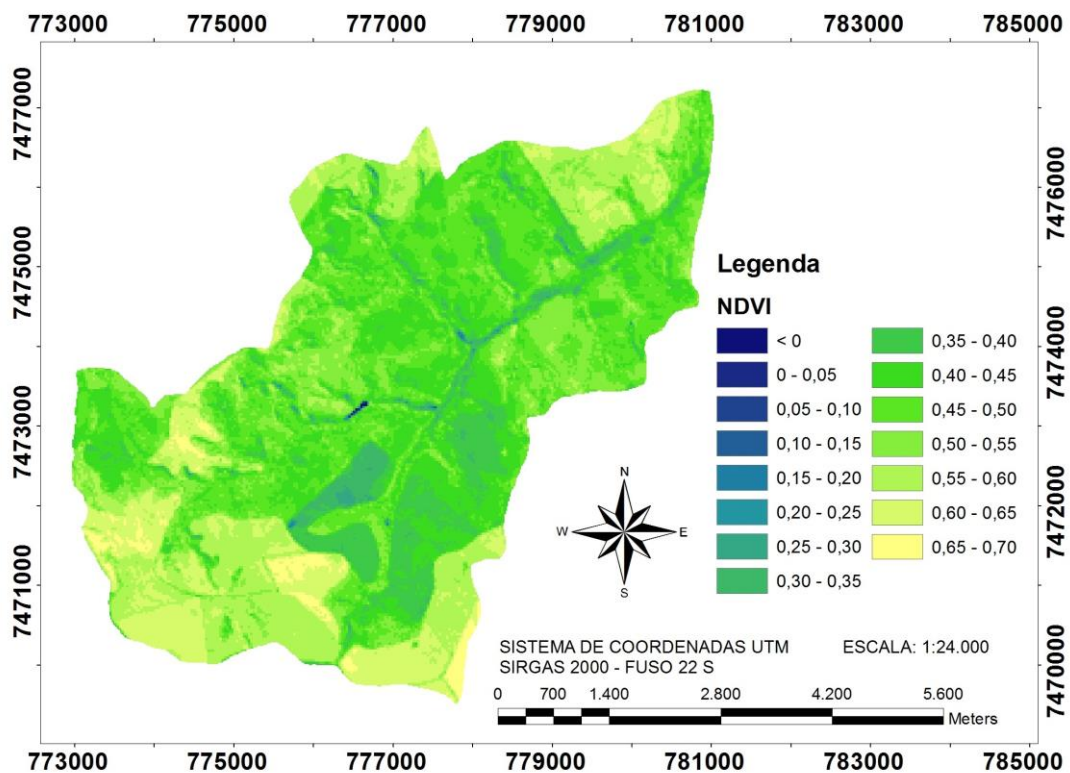 773000 775000 777000 779000 781000 783000 785000
7477000
7476000
7475000
7474000
7473000
7472000
7471000
7470000
Legenda
NDVI
< 0
0 - 0,05
0,05 - 0,10
0,10 - 0,15
0,15 - 0,20
0,20 - 0,25
0,25 - 0,30
0,30 - 0,35
0,35 - 0,40
0,40 - 0,45
0,45 - 0,50
0,50 - 0,55
0,55 - 0,60
0,60 - 0,65
0,65 - 0,70
N
W E
S
SISTEMA DE COORDENADAS UTM ESCALA: 1:24.000
SIRGAS 2000 - FUSO 22 S
0 700 1.400 2.800 4.200 5.600
Meters
773000 775000 777000 779000 781000 783000 785000